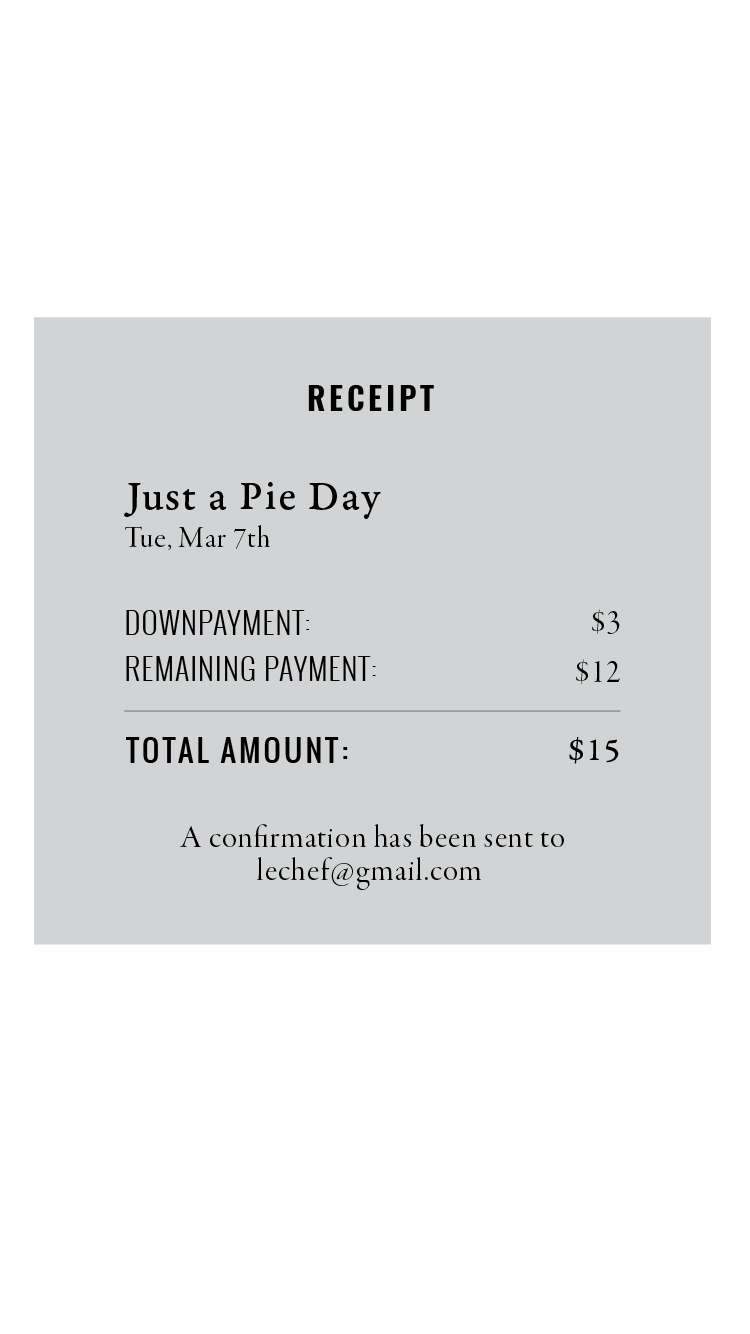 RECEIPT
Just a Pie Day
Tue, Mar 7th
DOWNPAYMENT: $3
REMAINING PAYMENT: $12
TOTAL AMOUNT: $15
A confirmation has been sent to
lechef@gmail.com